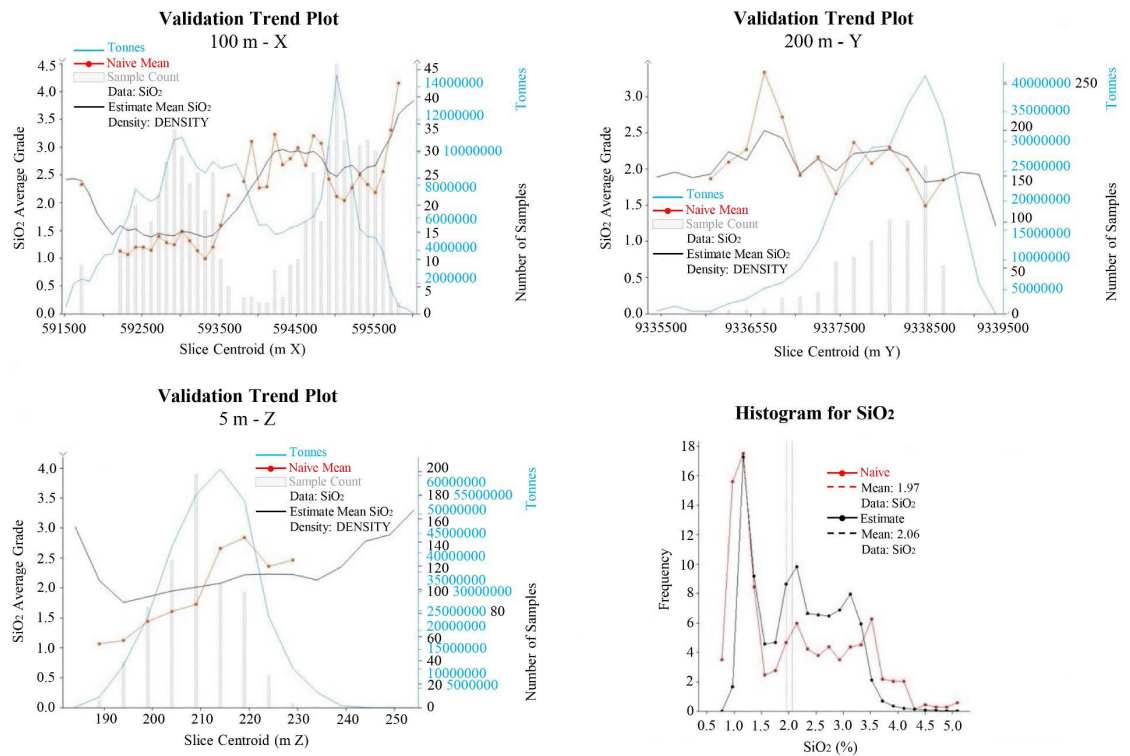 Validation Trend Plot
100 m - X
Tonnes
Naive Mean
Sample Count
Data: SiO₂
Estimate Mean SiO₂
Density: DENSITY
SiO₂ Average Grade
4.5
4.0
3.5
3.0
2.5
2.0
1.5
1.0
0.5
0.0
591500 592500 593500 594500 595500
Slice Centroid (m X)
45
40
35
30
25
20
15
10
5
0
14000000
12000000
10000000
8000000
6000000
4000000
2000000
Number of Samples
Tonnes
Validation Trend Plot
200 m - Y
Tonnes
Naive Mean
Sample Count
Data: SiO₂
Estimate Mean SiO₂
Density: DENSITY
SiO₂ Average Grade
3.0
2.5
2.0
1.5
1.0
0.5
0.0
9335500 9336500 9337500 9338500 9339500
Slice Centroid (m Y)
250
200
150
100
50
0
40000000
35000000
30000000
25000000
20000000
15000000
10000000
5000000
Number of Samples
Tonnes
Validation Trend Plot
5 m - Z
Tonnes
Naive Mean
Sample Count
Data: SiO₂
Estimate Mean SiO₂
Density: DENSITY
SiO₂ Average Grade
4.0
3.5
3.0
2.5
2.0
1.5
1.0
0.5
0.0
190 200 210 220 230 240 250
Slice Centroid (m Z)
200
180
160
140
120
100
80
60
40
20
0
60000000
55000000
50000000
45000000
40000000
35000000
30000000
25000000
20000000
15000000
10000000
5000000
Number of Samples
Tonnes
Histogram for SiO₂
Naive
Mean: 1.97
Data: SiO₂
Estimate
Mean: 2.06
Data: SiO₂
Frequency
18
16
14
12
10
8
6
4
2
0
0.5 1.0 1.5 2.0 2.5 3.0 3.5 4.0 4.5 5.0
SiO₂ (%)